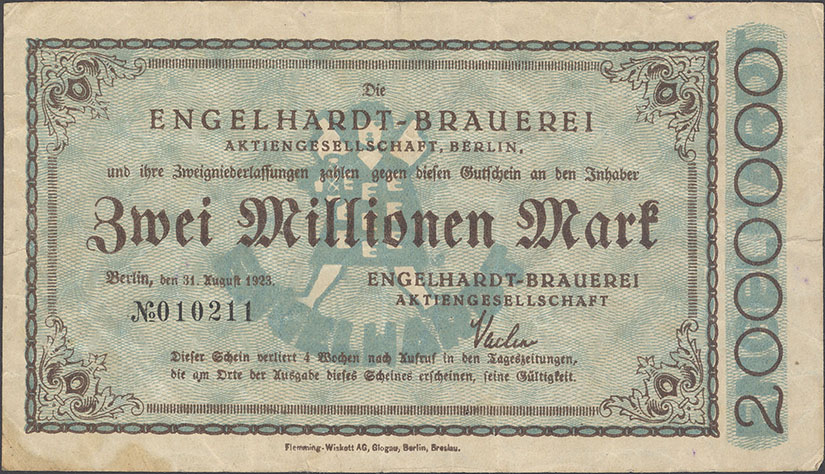 Die
ENGELHARDT-BRAUEREI
AKTIENGESELLSCHAFT, BERLIN,
und ihre Zweigniederlassungen zahlen gegen diesen Gutschein an den Inhaber
Zwei Millionen Mark
Berlin, den 31. August 1923.
ENGELHARDT-BRAUEREI
AKTIENGESELLSCHAFT
№ 010211
Dieser Schein verliert 4 Wochen nach Aufruf in den Tageszeitungen,
die am Orte der Ausgabe dieses Scheines erscheinen, seine Gültigkeit.
2000000
Flemming-Wiskott AG, Glogau, Berlin, Breslau.